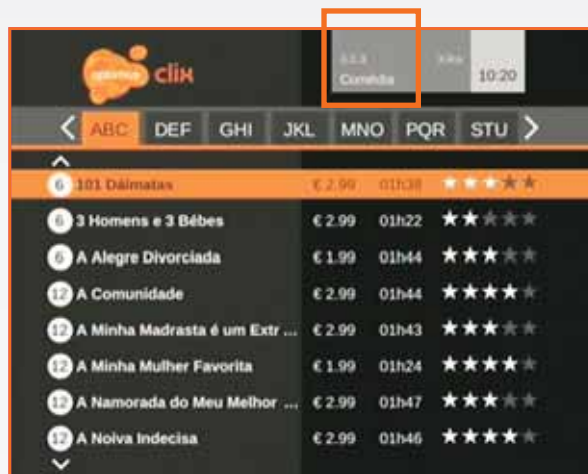 optimus clix
Comédia 10:20
< ABC DEF GHI JKL MNO PQR STU >
6 101 Dálmatas € 2.99 01h38
6 3 Homens e 3 Bébes € 2.99 01h22
6 A Alegre Divorciada € 1.99 01h44
12 A Comunidade € 2.99 01h44
12 A Minha Madrasta é um Extr ... € 2.99 01h43
12 A Minha Mulher Favorita € 1.99 01h24
12 A Namorada do Meu Melhor ... € 2.99 01h47
12 A Noiva Indecisa € 2.99 01h46